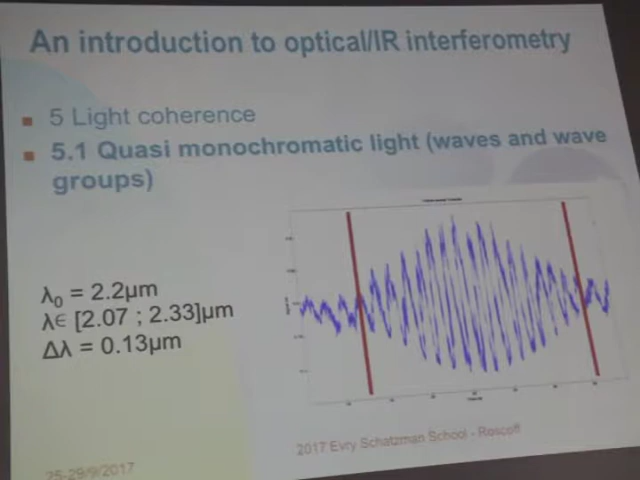 An introduction to optical/IR interferometry
5 Light coherence
5.1 Quasi monochromatic light (waves and wave
groups)
λ₀ = 2.2µm
λ∈ [2.07 ; 2.33]µm
Δλ = 0.13µm
2017 Evry Schatzman School - Roscoff
25-29/9/2017